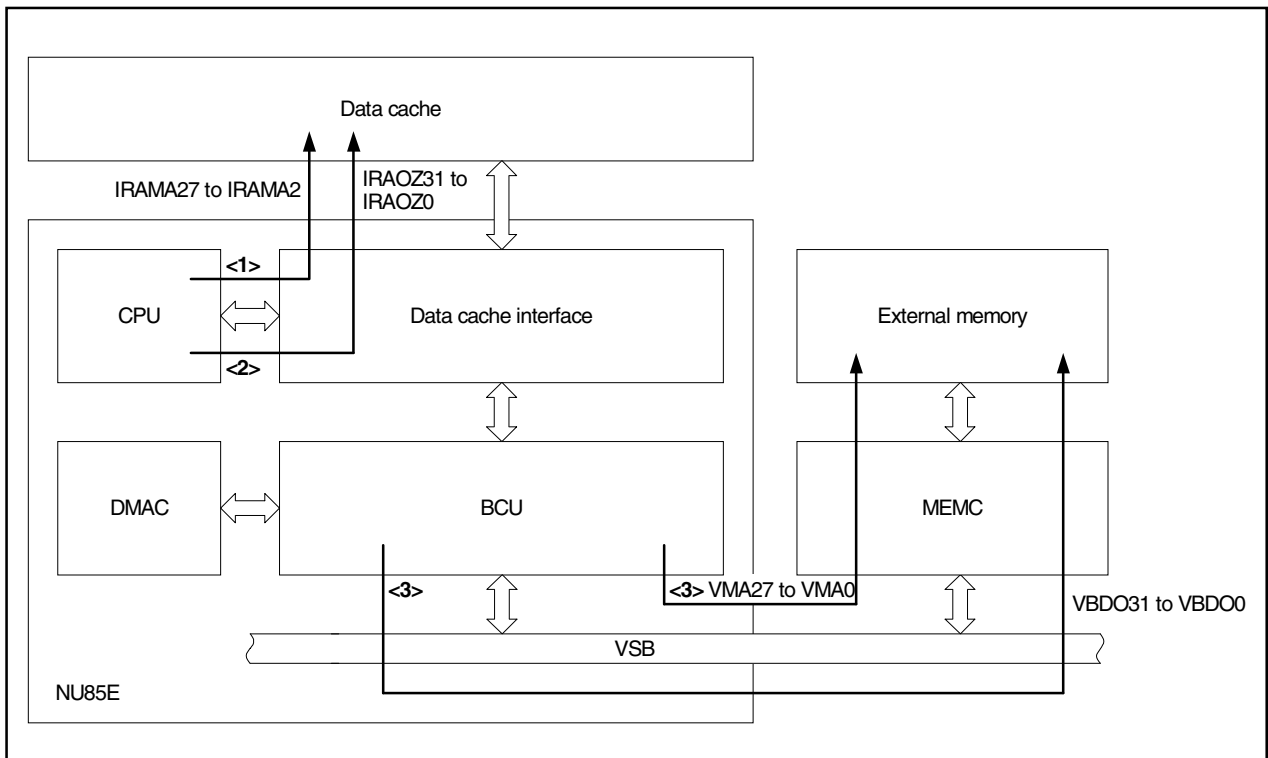 Data cache
IRAMA27 to IRAMA2
IRAOZ31 to
IRAOZ0
<1>
CPU
Data cache interface
External memory
<2>
DMAC
BCU
MEMC
<3>
<3> VMA27 to VMA0
VBDO31 to VBDO0
VSB
NU85E